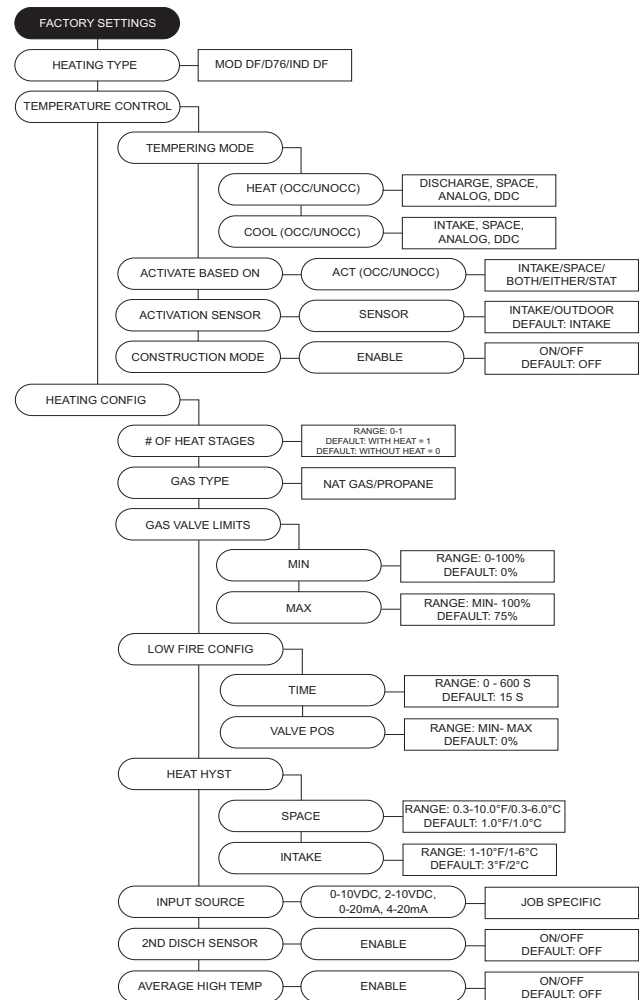 FACTORY SETTINGS
HEATING TYPE
MOD DF/D76/IND DF
TEMPERATURE CONTROL
TEMPERING MODE
HEAT (OCC/UNOCC)
DISCHARGE, SPACE,
ANALOG, DDC
COOL (OCC/UNOCC)
INTAKE, SPACE,
ANALOG, DDC
ACTIVATE BASED ON
ACT (OCC/UNOCC)
INTAKE/SPACE/
BOTH/EITHER/STAT
ACTIVATION SENSOR
SENSOR
INTAKE/OUTDOOR
DEFAULT: INTAKE
CONSTRUCTION MODE
ENABLE
ON/OFF
DEFAULT: OFF
HEATING CONFIG
# OF HEAT STAGES
RANGE: 0-1
DEFAULT: WITH HEAT = 1
DEFAULT: WITHOUT HEAT = 0
GAS TYPE
NAT GAS/PROPANE
GAS VALVE LIMITS
MIN
RANGE: 0-100%
DEFAULT: 0%
MAX
RANGE: MIN- 100%
DEFAULT: 75%
LOW FIRE CONFIG
TIME
RANGE: 0 - 600 S
DEFAULT: 15 S
VALVE POS
RANGE: MIN- MAX
DEFAULT: 0%
HEAT HYST
SPACE
RANGE: 0.3-10.0°F/0.3-6.0°C
DEFAULT: 1.0°F/1.0°C
INTAKE
RANGE: 1-10°F/1-6°C
DEFAULT: 3°F/2°C
INPUT SOURCE
0-10VDC, 2-10VDC,
0-20mA, 4-20mA
JOB SPECIFIC
2ND DISCH SENSOR
ENABLE
ON/OFF
DEFAULT: OFF
AVERAGE HIGH TEMP
ENABLE
ON/OFF
DEFAULT: OFF